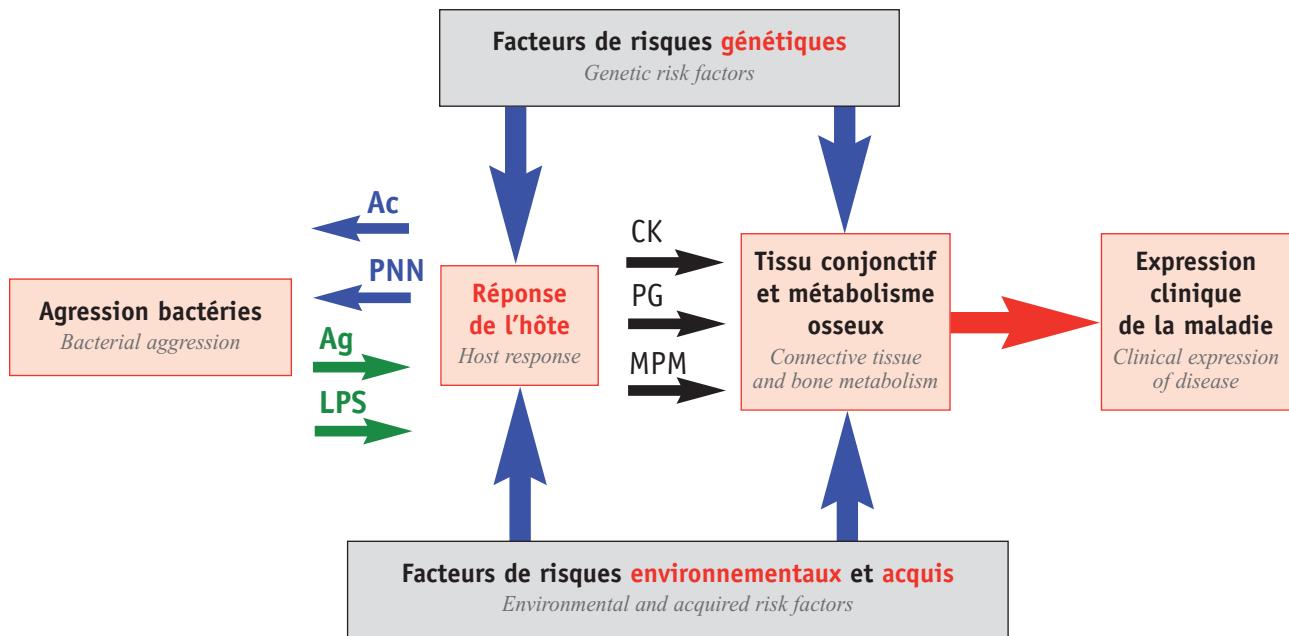 Facteurs de risques génétiques
Genetic risk factors
Ac
PNN
Agression bactéries
Bacterial aggression
Ag
LPS
Réponse
de l'hôte
Host response
CK
PG
MPM
Tissu conjonctif
et métabolisme
osseux
Connective tissue
and bone metabolism
Expression
clinique
de la maladie
Clinical expression
of disease
Facteurs de risques environnementaux et acquis
Environmental and acquired risk factors